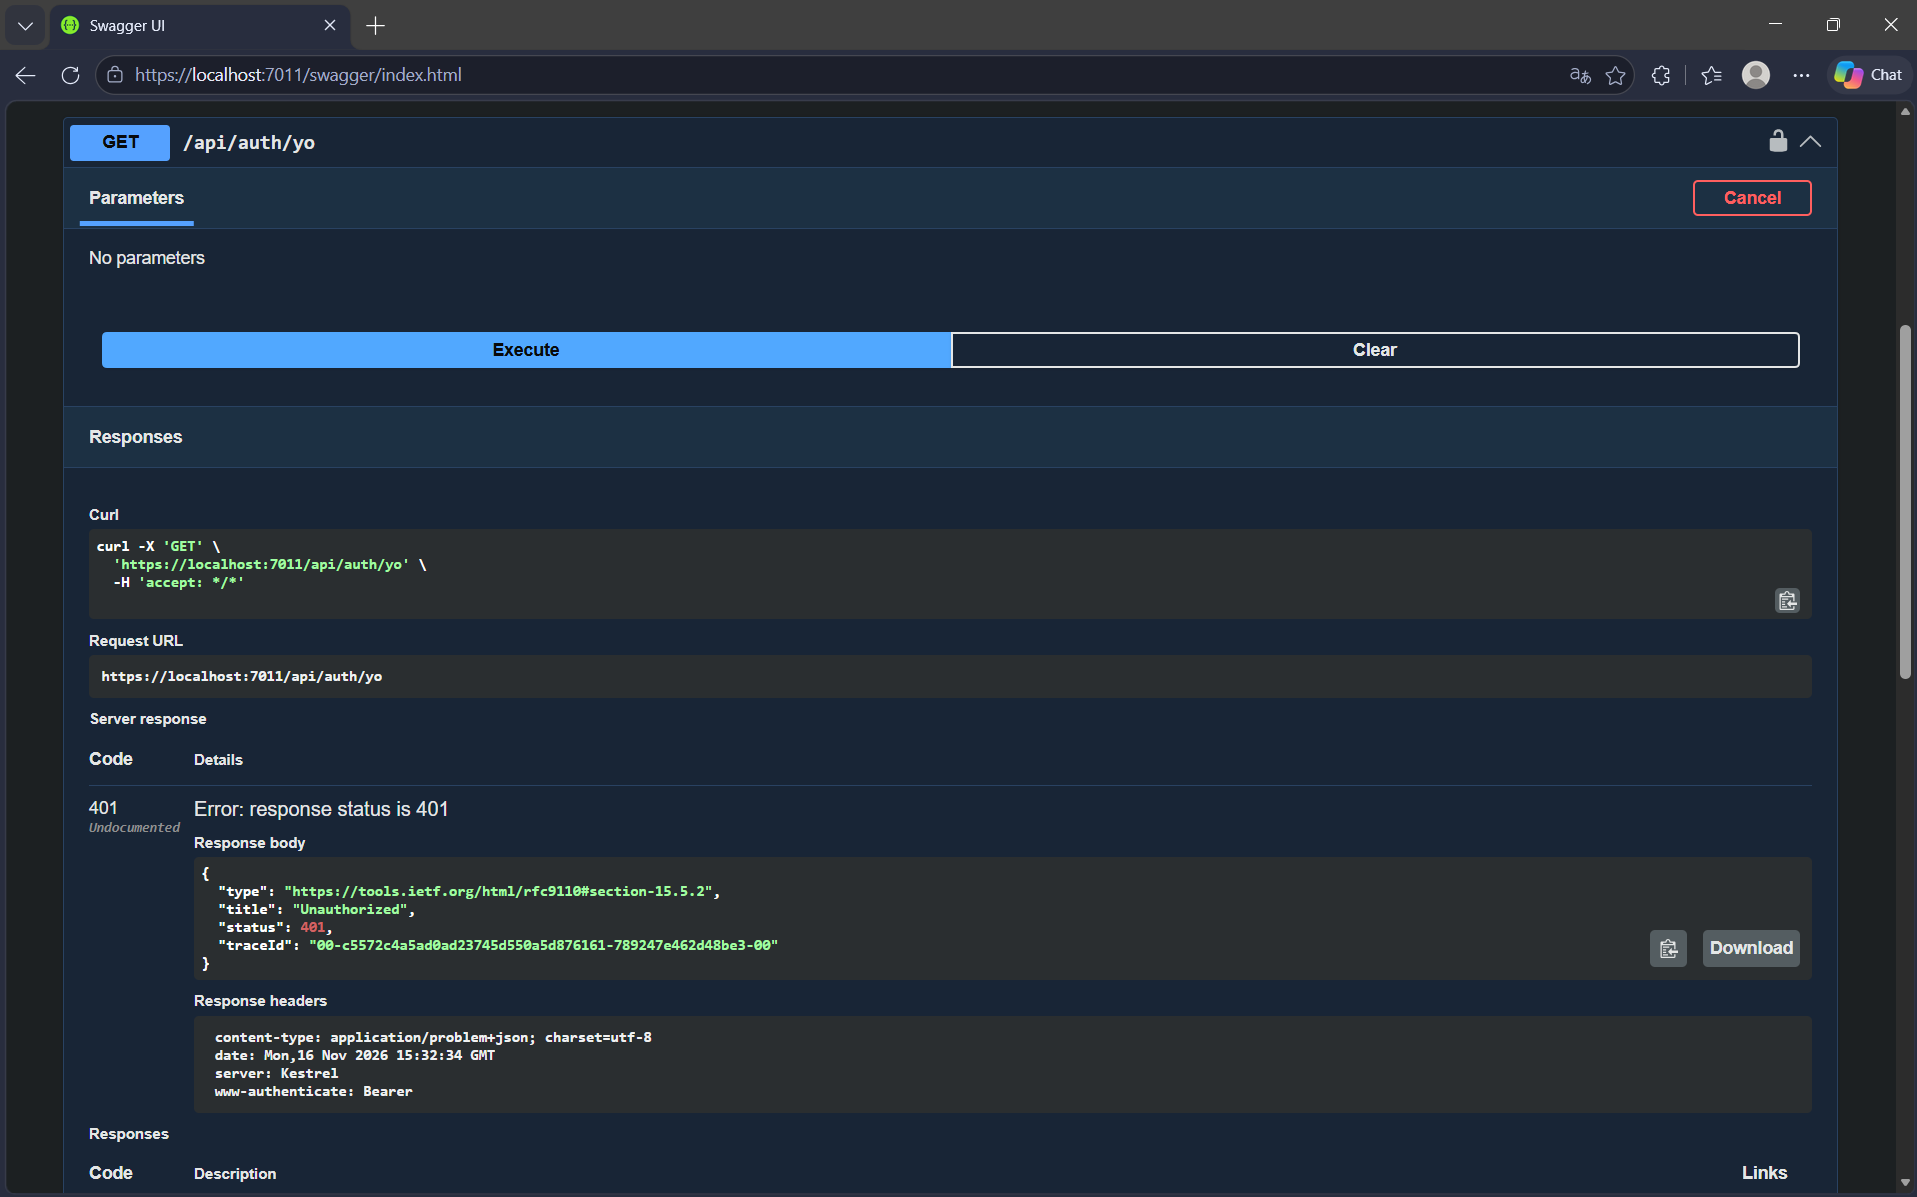 Swagger UI
https://localhost:7011/swagger/index.html
Chat
GET /api/auth/yo
Parameters
Cancel
No parameters
Execute
Clear
Responses
Curl
curl -X 'GET' \
'https://localhost:7011/api/auth/yo' \
-H 'accept: */*'
Request URL
https://localhost:7011/api/auth/yo
Server response
Code Details
401 Error: response status is 401
Undocumented
Response body
{
"type": "https://tools.ietf.org/html/rfc9110#section-15.5.2",
"title": "Unauthorized",
"status": 401,
"traceId": "00-c5572c4a5ad0ad23745d550a5d876161-789247e462d48be3-00"
}
Download
Response headers
content-type: application/problem+json; charset=utf-8
date: Mon,16 Nov 2026 15:32:34 GMT
server: Kestrel
www-authenticate: Bearer
Responses
Code Description Links